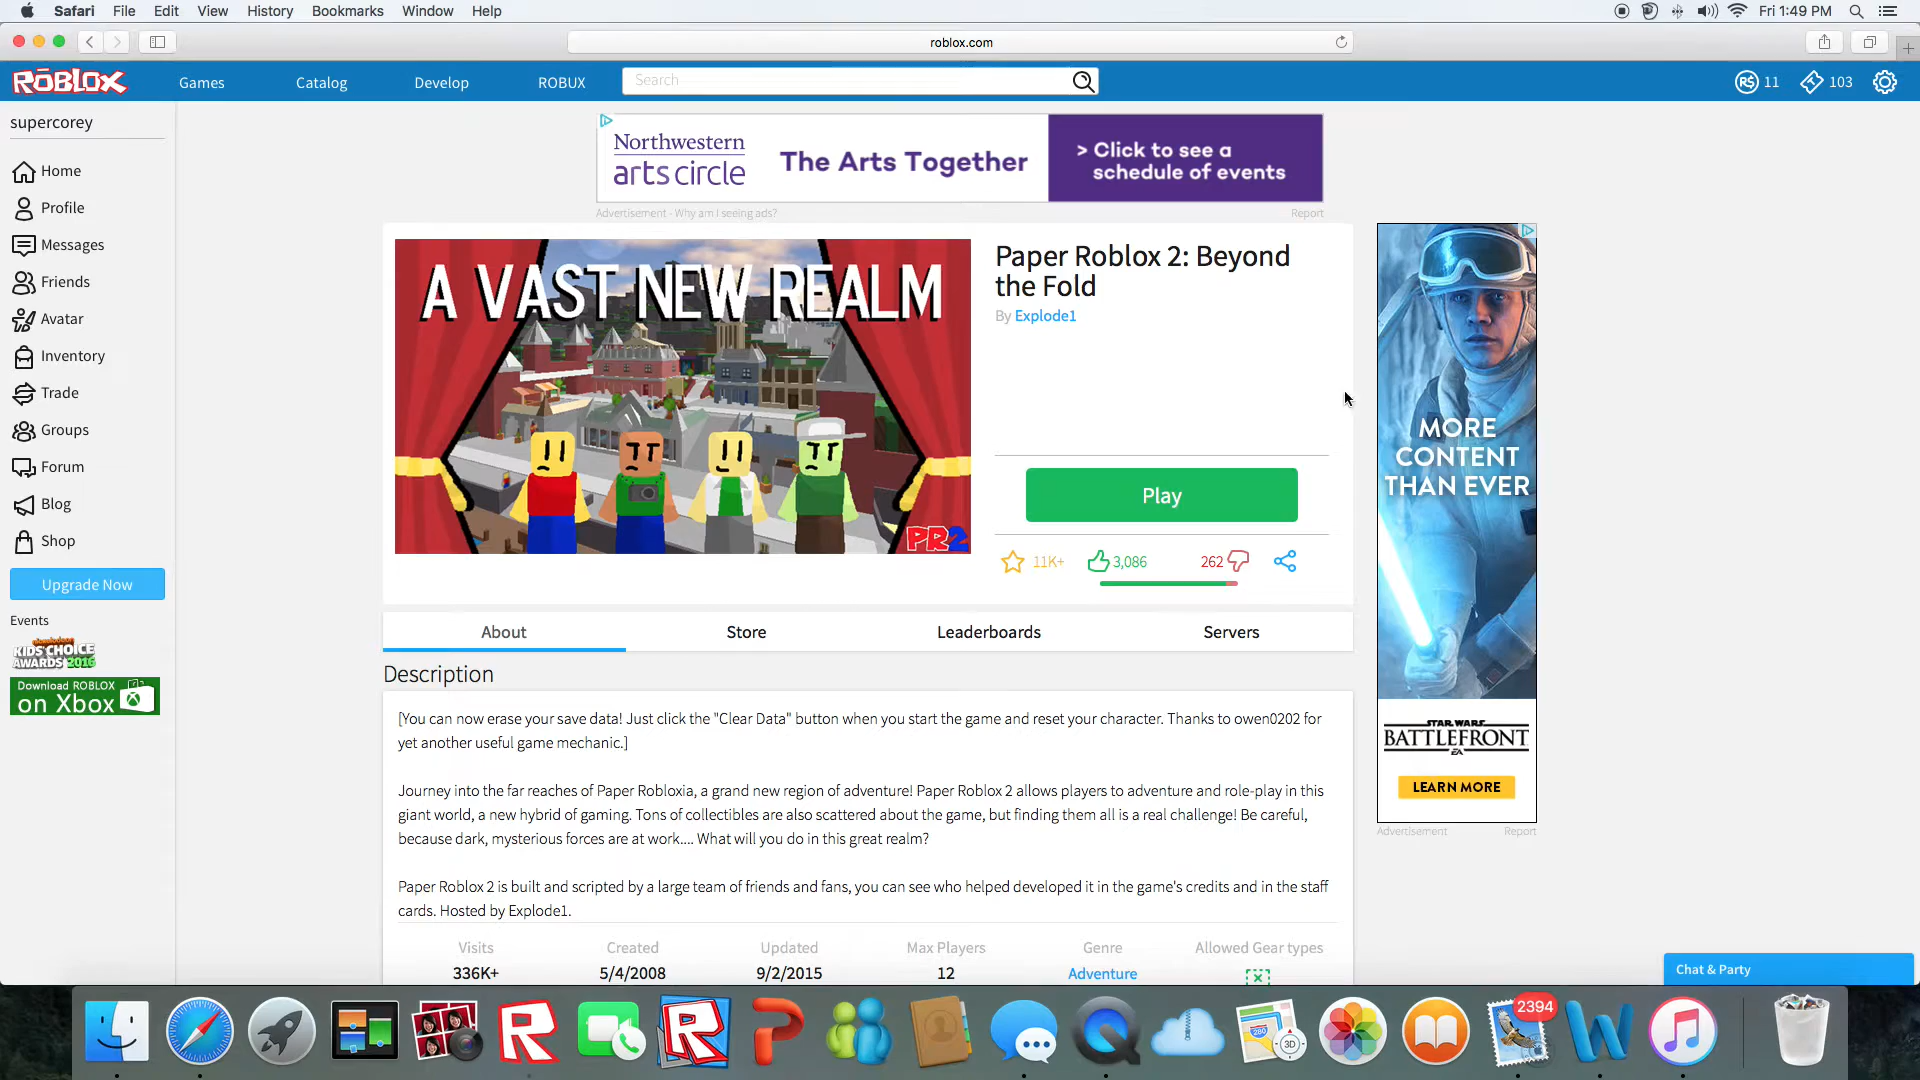 Safari File Edit View History Bookmarks Window Help
Fri 1:49 PM
roblox.com
ROBLOX
Games
Catalog
Develop
ROBUX
Search
R$ 11
103
supercorey
Home
Profile
Messages
Friends
Avatar
Inventory
Trade
Groups
Forum
Blog
Shop
Upgrade Now
Events
nickelodeon
KIDS' CHOICE
AWARDS 2016
Download ROBLOX
on Xbox
Northwestern
arts circle
The Arts Together
> Click to see a
schedule of events
Advertisement - Why am I seeing ads?
Report
A VAST NEW REALM
PR2
Paper Roblox 2: Beyond
the Fold
By Explode1
Play
11K+
3,086
262
About
Store
Leaderboards
Servers
Description
[You can now erase your save data! Just click the "Clear Data" button when you start the game and reset your character. Thanks to owen0202 for
yet another useful game mechanic.]
Journey into the far reaches of Paper Robloxia, a grand new region of adventure! Paper Roblox 2 allows players to adventure and role-play in this
giant world, a new hybrid of gaming. Tons of collectibles are also scattered about the game, but finding them all is a real challenge! Be careful,
because dark, mysterious forces are at work.... What will you do in this great realm?
Paper Roblox 2 is built and scripted by a large team of friends and fans, you can see who helped developed it in the game's credits and in the staff
cards. Hosted by Explode1.
Visits
Created
Updated
Max Players
Genre
Allowed Gear types
336K+
5/4/2008
9/2/2015
12
Adventure
MORE
CONTENT
THAN EVER
STAR WARS
BATTLEFRONT
EA
LEARN MORE
Advertisement
Report
Chat & Party
280
3D
2394